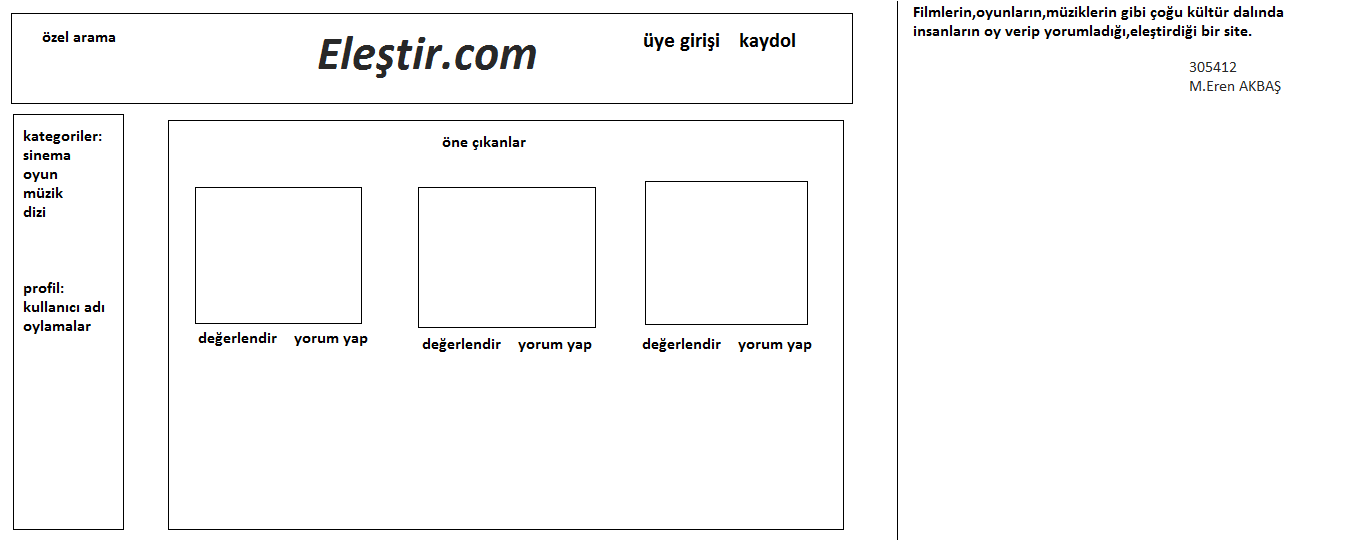 özel arama
Eleştir.com
üye girişi kaydol
kategoriler:
sinema
oyun
müzik
dizi
profil:
kullanıcı adı
oylamalar
öne çıkanlar
değerlendir yorum yap
değerlendir yorum yap
değerlendir yorum yap
Filmlerin,oyunların,müziklerin gibi çoğu kültür dalında
insanların oy verip yorumladığı,eleştirdiği bir site.
305412
M.Eren AKBAŞ